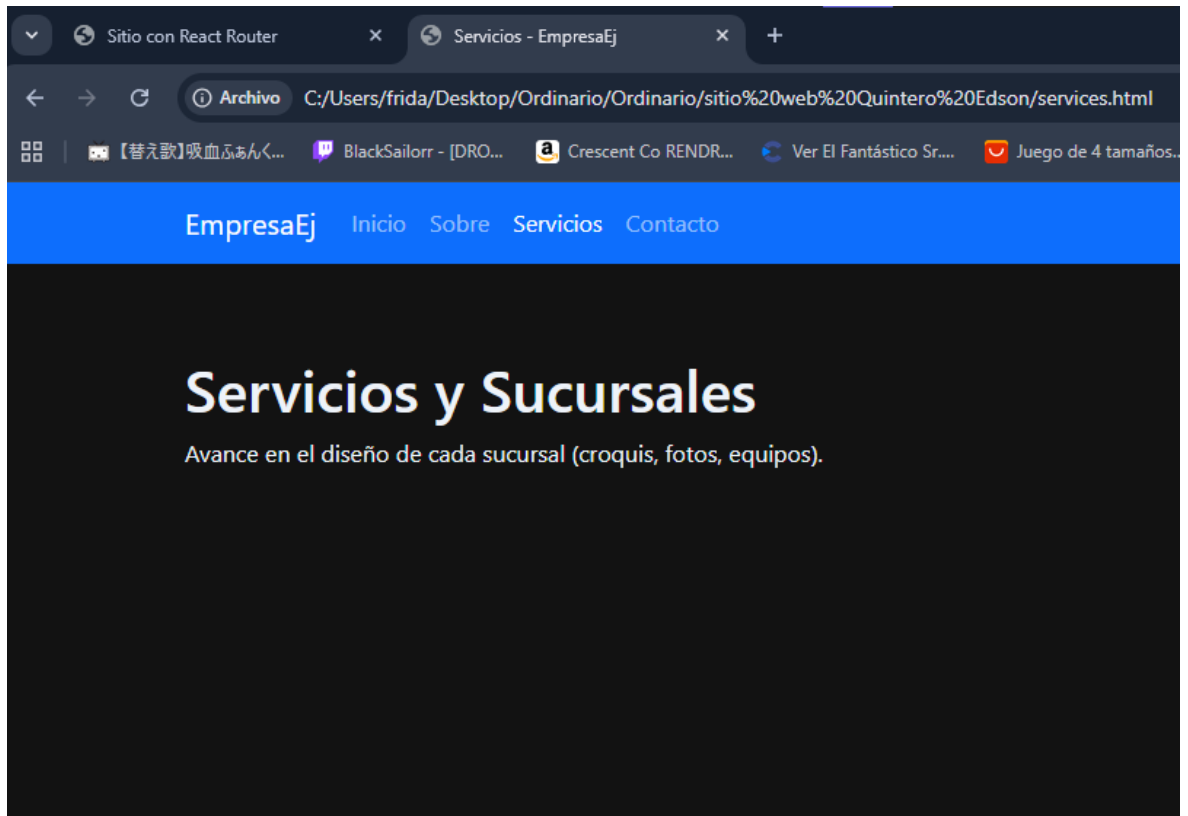 Sitio con React Router
Servicios - EmpresaEj
Archivo C:/Users/frida/Desktop/Ordinario/Ordinario/sitio%20web%20Quintero%20Edson/services.html
【替え歌】吸血ふぁんく... BlackSailorr - [DRO... Crescent Co RENDR... Ver El Fantástico Sr.... Juego de 4 tamaños...
EmpresaEj Inicio Sobre Servicios Contacto
Servicios y Sucursales
Avance en el diseño de cada sucursal (croquis, fotos, equipos).